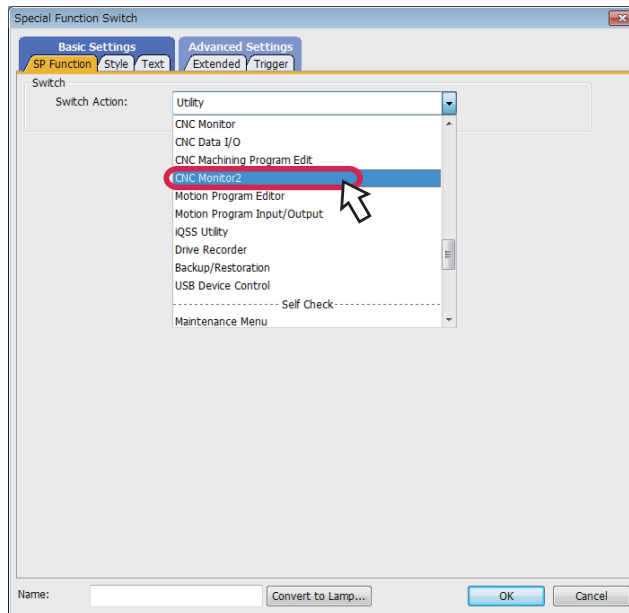 Special Function Switch
Basic Settings Advanced Settings
SP Function Style Text Extended Trigger
Switch
Switch Action: Utility
CNC Monitor
CNC Data I/O
CNC Machining Program Edit
CNC Monitor2
Motion Program Editor
Motion Program Input/Output
iQSS Utility
Drive Recorder
Backup/Restoration
USB Device Control
Self Check
Maintenance Menu
Name: Convert to Lamp... OK Cancel